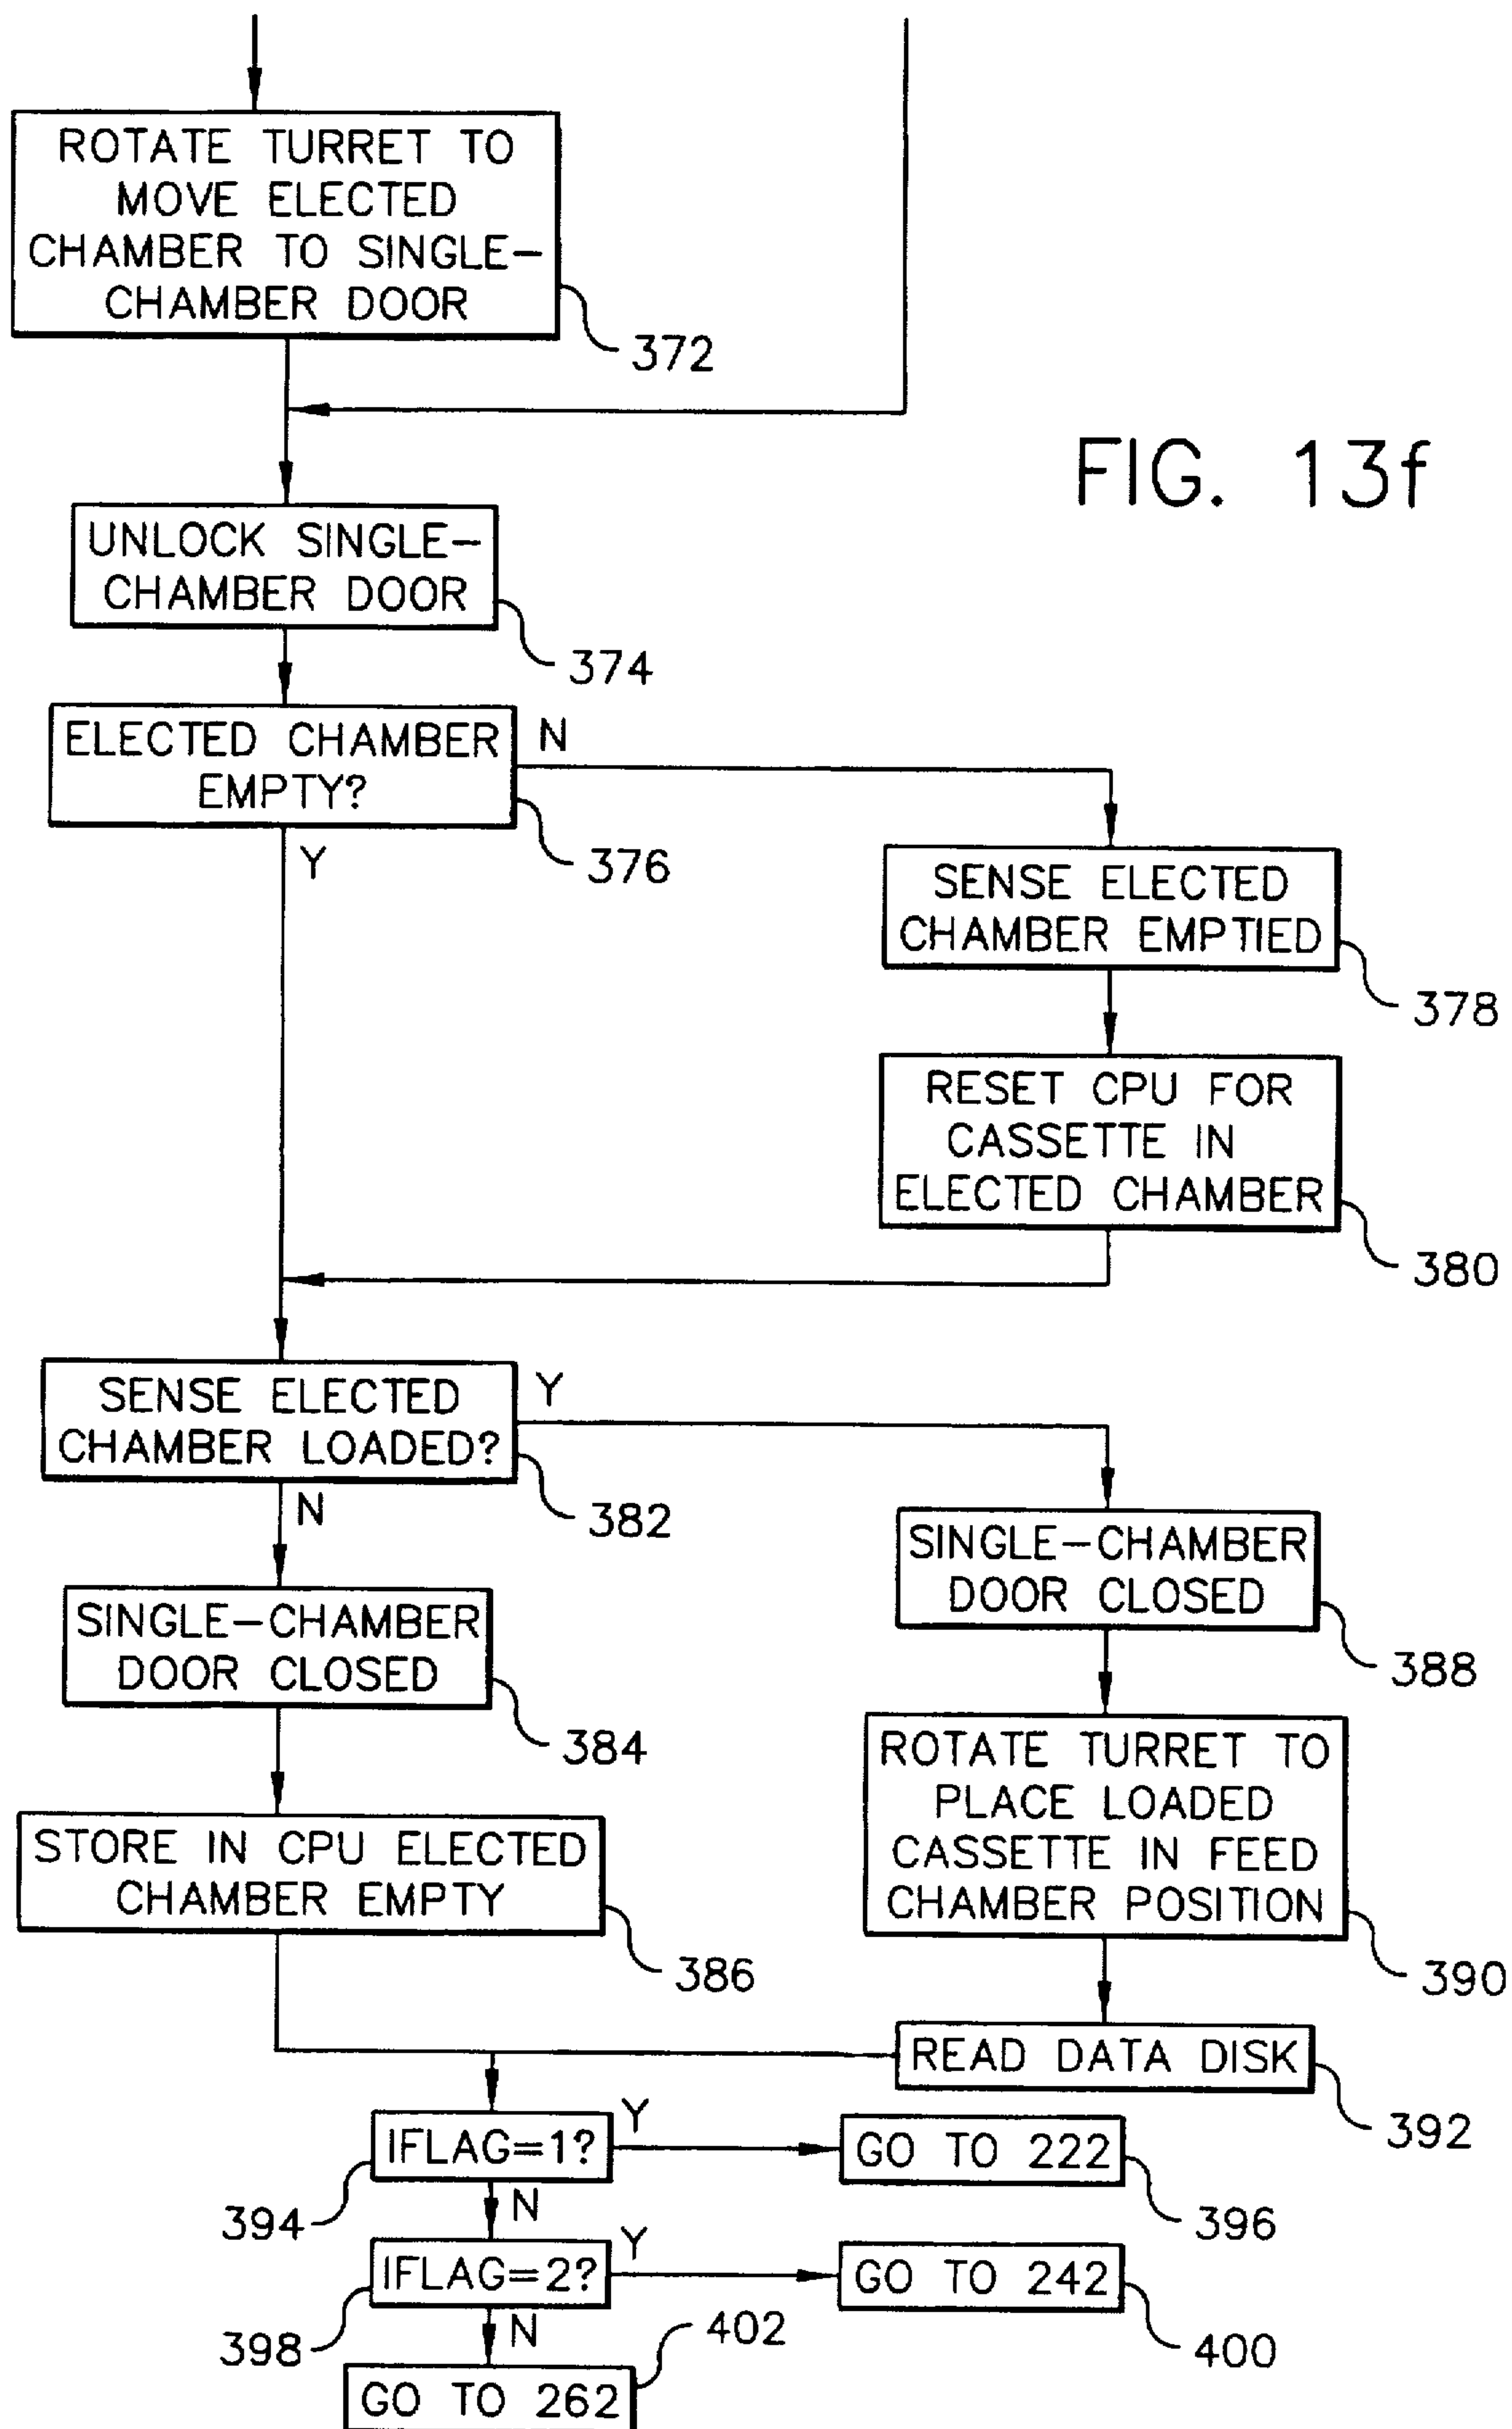 ROTATE TURRET TO
MOVE ELECTED
CHAMBER TO SINGLE-
CHAMBER DOOR
372
FIG. 13f
UNLOCK SINGLE-
CHAMBER DOOR
374
ELECTED CHAMBER
EMPTY?
N
Y
376
SENSE ELECTED
CHAMBER EMPTIED
378
RESET CPU FOR
CASSETTE IN
ELECTED CHAMBER
380
SENSE ELECTED
CHAMBER LOADED?
Y
N
382
SINGLE-CHAMBER
DOOR CLOSED
384
SINGLE-CHAMBER
DOOR CLOSED
388
STORE IN CPU ELECTED
CHAMBER EMPTY
386
ROTATE TURRET TO
PLACE LOADED
CASSETTE IN FEED
CHAMBER POSITION
390
READ DATA DISK
392
IFLAG=1?
Y
GO TO 222
394
N
396
IFLAG=2?
Y
GO TO 242
398
N
402
400
GO TO 262